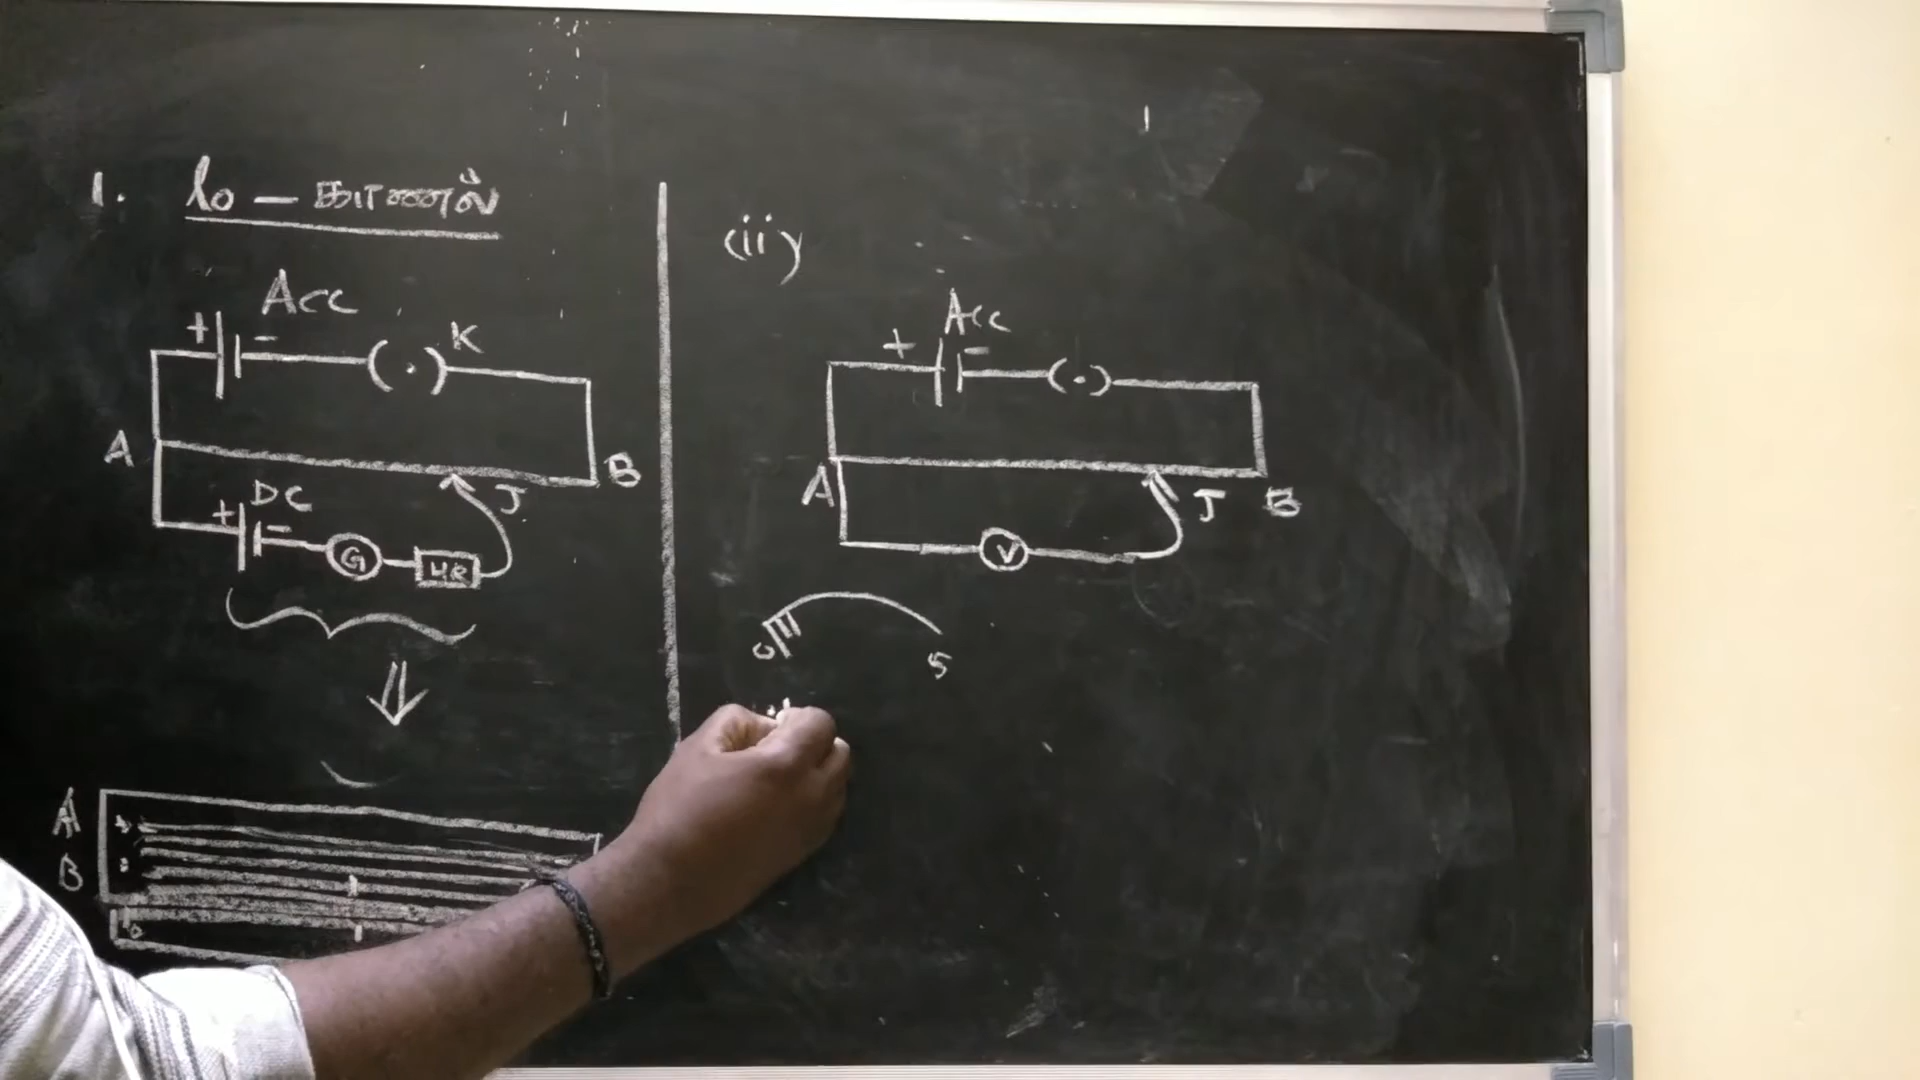 1. l₀ — காணல்
Acc
+ - (.) K
A
B
DC
+ -
G
HR
J
A
B
l₀
(ii)
Acc
+ - (.)
A
J
B
V
0
5